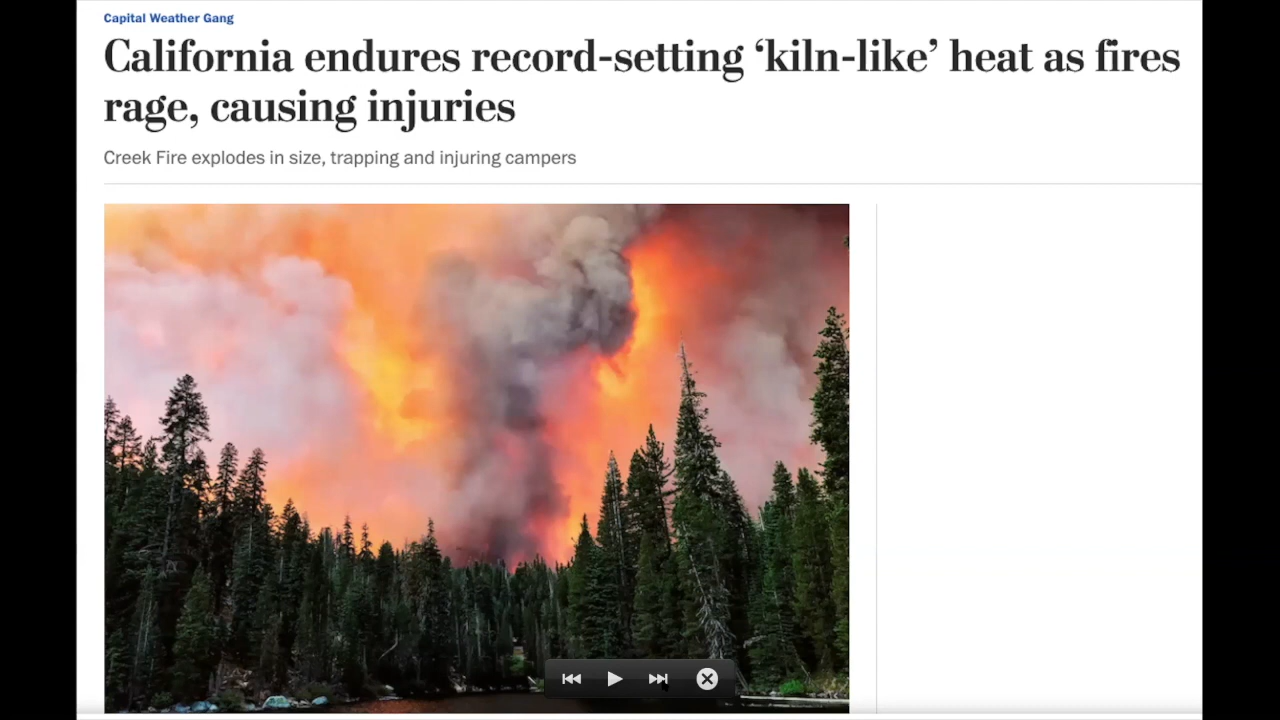 Capital Weather Gang
California endures record-setting ‘kiln-like’ heat as fires
rage, causing injuries
Creek Fire explodes in size, trapping and injuring campers